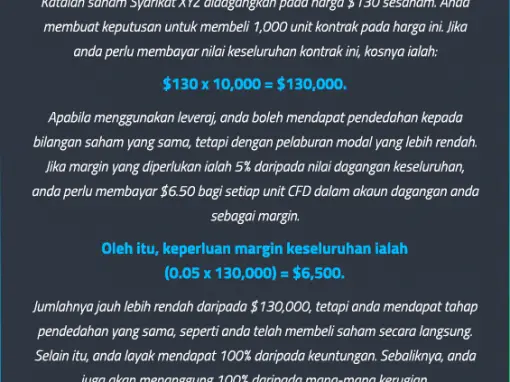 Katalah saham Syarikat XYZ didagangkan pada harga $130 sesaham. Anda
membuat keputusan untuk membeli 1,000 unit kontrak pada harga ini. Jika
anda perlu membayar nilai keseluruhan kontrak ini, kosnya ialah:
$130 x 10,000 = $130,000.
Apabila menggunakan leveraj, anda boleh mendapat pendedahan kepada
bilangan saham yang sama, tetapi dengan pelaburan modal yang lebih rendah.
Jika margin yang diperlukan ialah 5% daripada nilai dagangan keseluruhan,
anda perlu membayar $6.50 bagi setiap unit CFD dalam akaun dagangan anda
sebagai margin.
Oleh itu, keperluan margin keseluruhan ialah
(0.05 x 130,000) = $6,500.
Jumlahnya jauh lebih rendah daripada $130,000, tetapi anda mendapat tahap
pendedahan yang sama, seperti anda telah membeli saham secara langsung.
Selain itu, anda layak mendapat 100% daripada keuntungan. Sebaliknya, anda
juga akan menanggung 100% daripada mana-mana kerugian